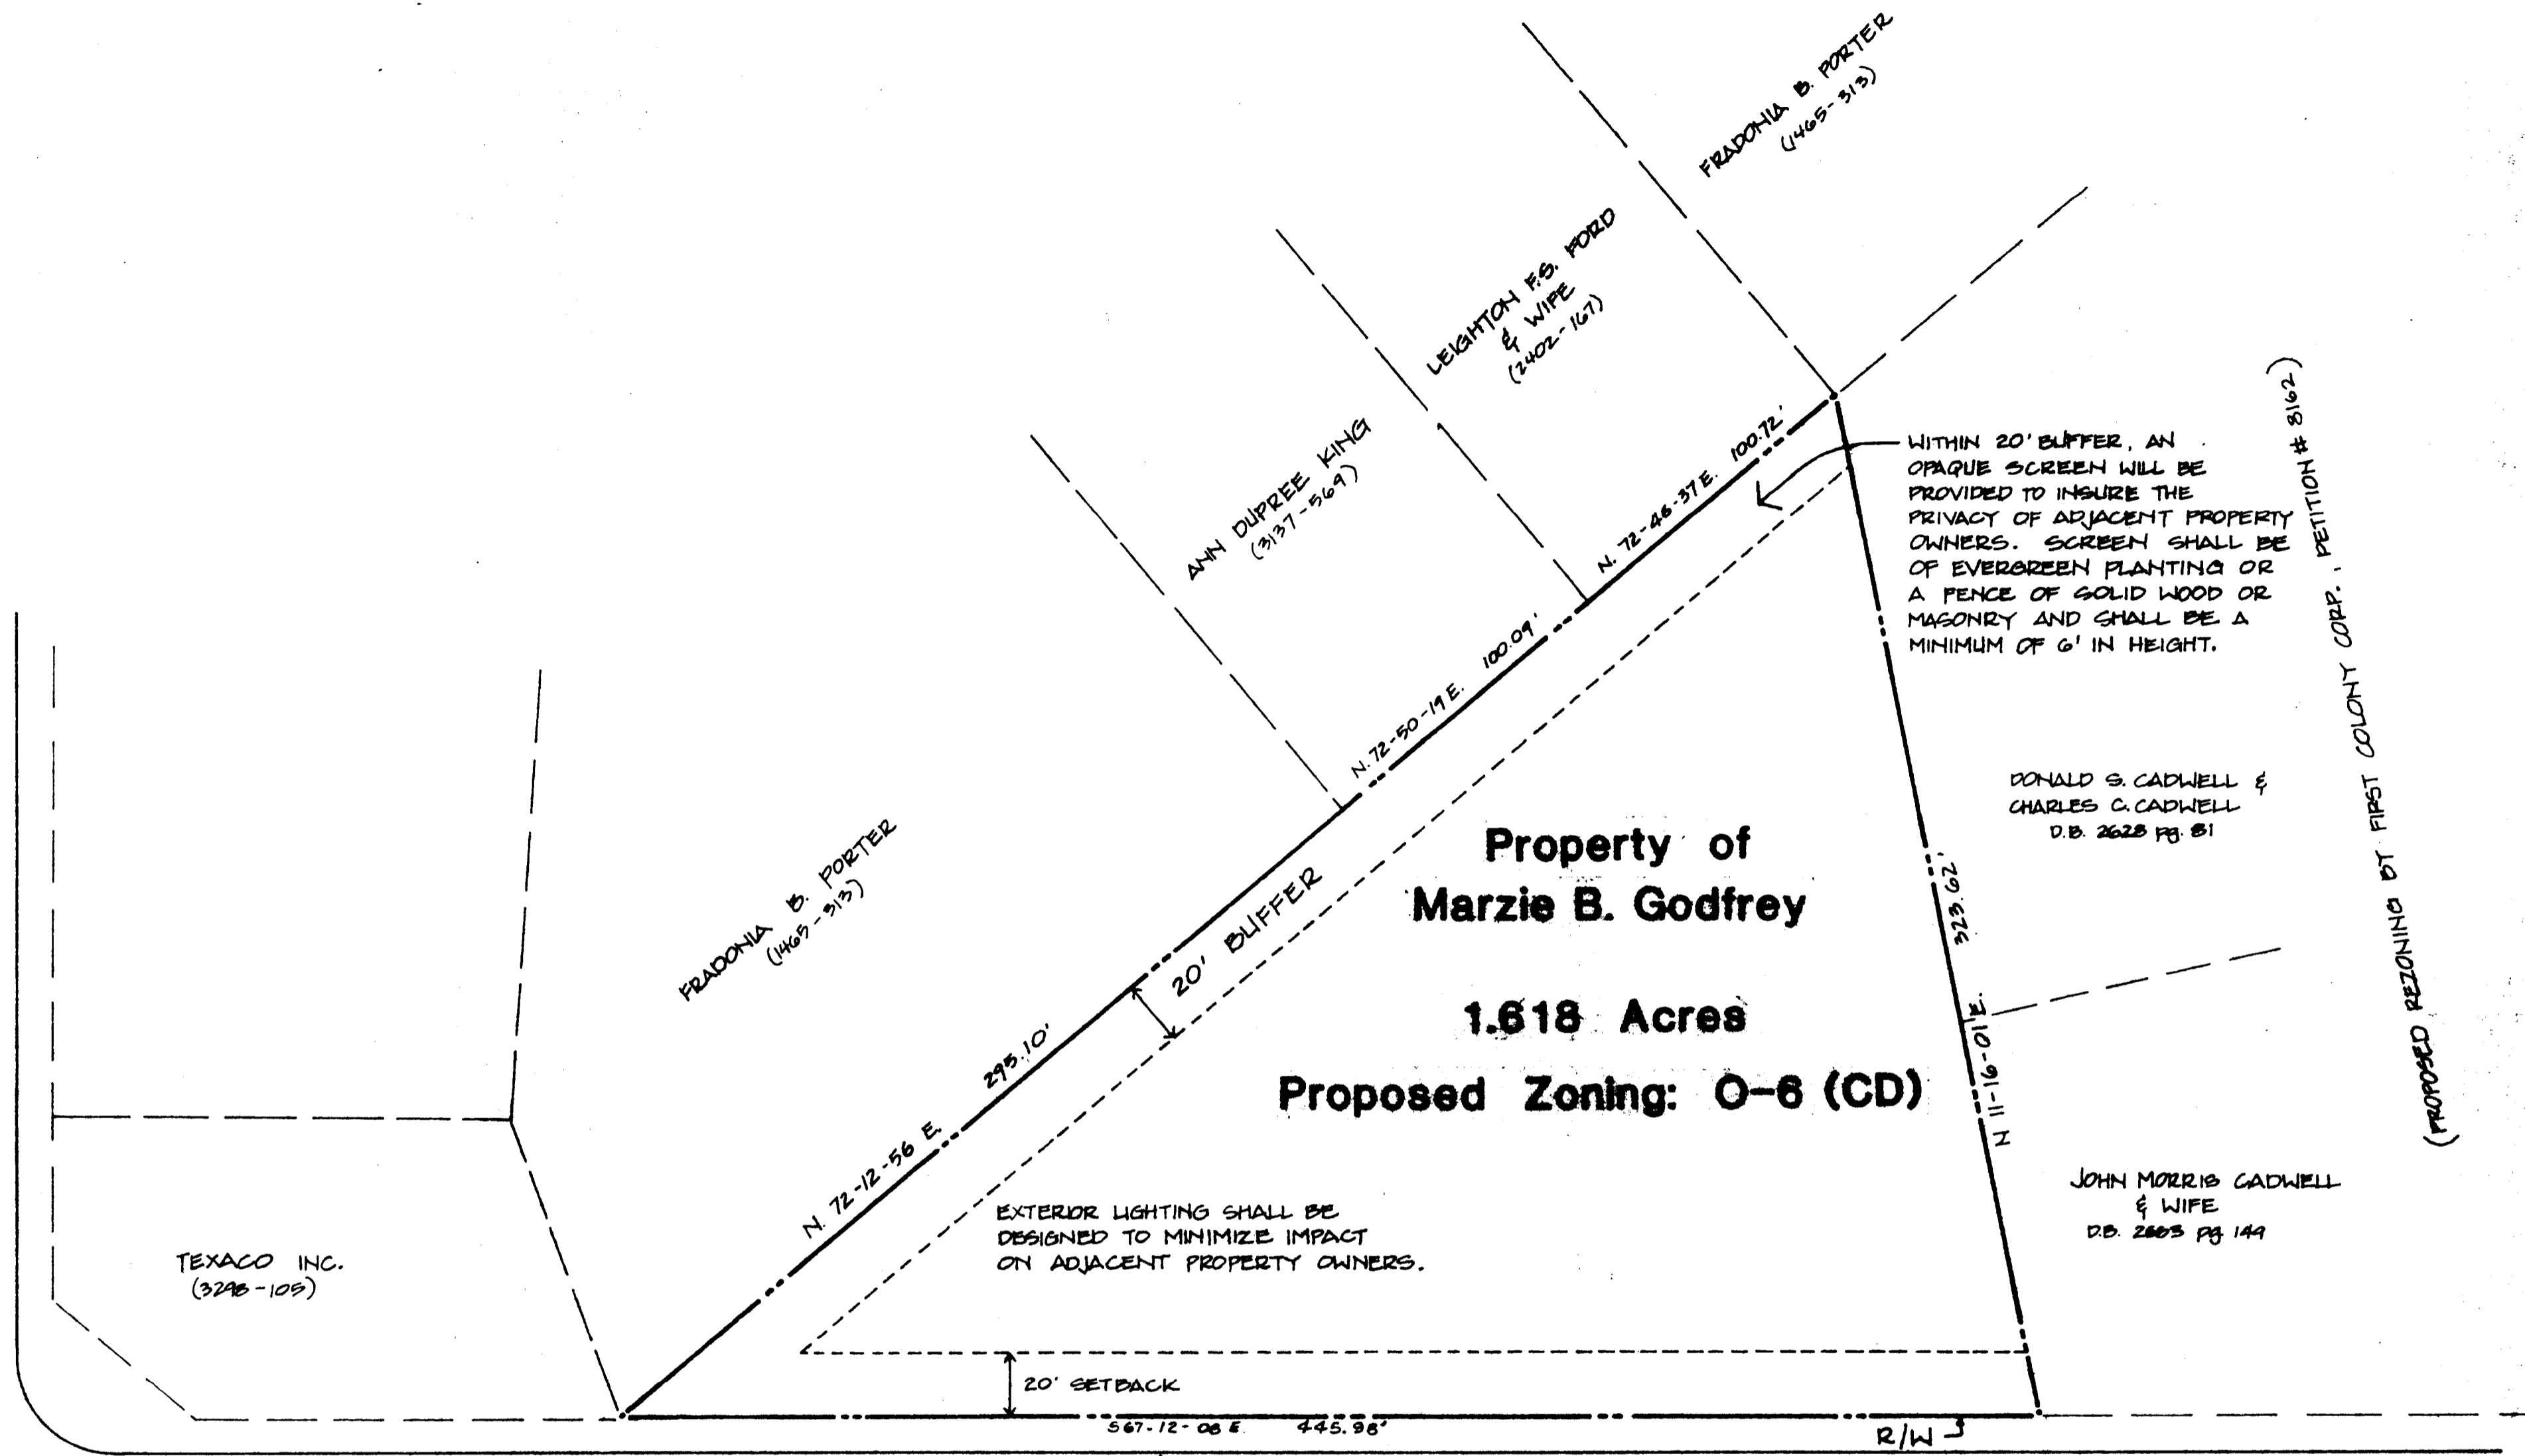 FRADONIA B. PORTER
(1465-313)
LEIGHTON F.S. FORD
& WIFE
(2402-167)
ANN DUPREE KING
(3137-569)
FRADONIA B. PORTER
(1465-313)
TEXACO INC.
(3298-105)
N. 72-46-37 E. 100.72'
N. 72-50-19 E. 100.09'
N. 72-12-56 E. 295.10'
20' BUFFER
WITHIN 20' BUFFER, AN
OPAQUE SCREEN WILL BE
PROVIDED TO INSURE THE
PRIVACY OF ADJACENT PROPERTY
OWNERS. SCREEN SHALL BE
OF EVERGREEN PLANTING OR
A FENCE OF SOLID WOOD OR
MASONRY AND SHALL BE A
MINIMUM OF 6' IN HEIGHT.
(PROPOSED REZONING BY FIRST COLONY CORP., PETITION # 8162)
DONALD S. CADWELL &
CHARLES C. CADWELL
D.B. 2628 pg. 81
Property of
Marzie B. Godfrey
1.618 Acres
Proposed Zoning: O-6 (CD)
N 11-16-01 E. 323.62'
JOHN MORRIS CADWELL
& WIFE
D.B. pg 149
EXTERIOR LIGHTING SHALL BE
DESIGNED TO MINIMIZE IMPACT
ON ADJACENT PROPERTY OWNERS.
20' SETBACK
S67-12-08 E. 445.98'
R/W